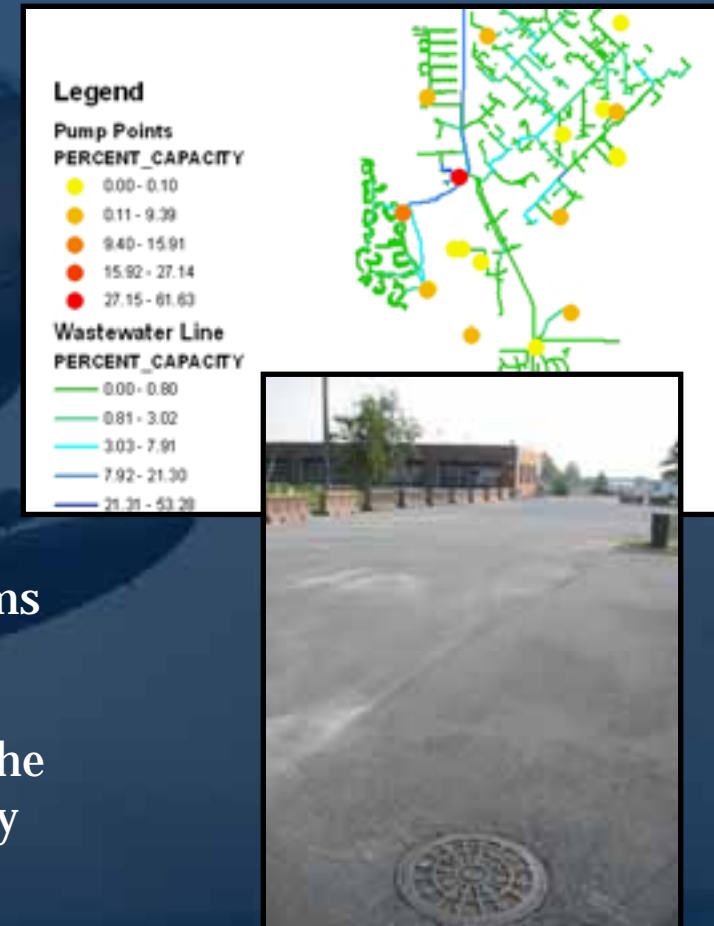 Legend
Pump Points
PERCENT_CAPACITY
0.00 - 0.10
0.11 - 9.39
9.40 - 15.91
15.92 - 27.14
27.15 - 61.63
Wastewater Line
PERCENT_CAPACITY
0.00 - 0.80
0.81 - 3.02
3.03 - 7.91
7.92 - 21.30
21.31 - 53.28